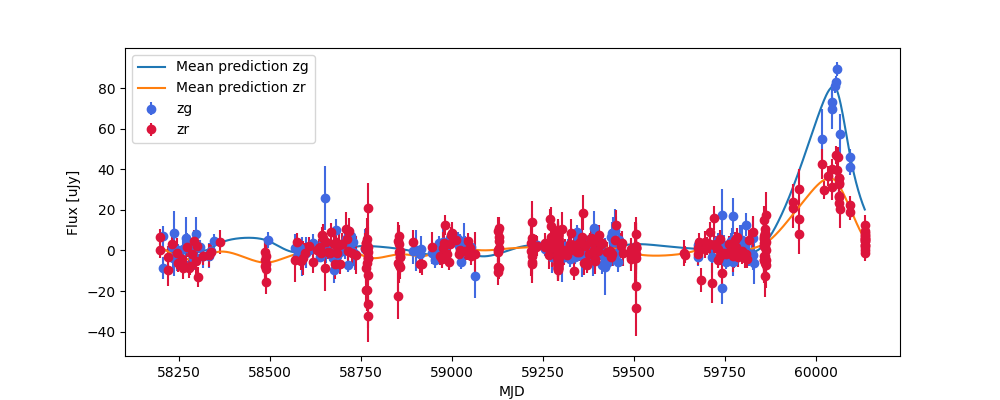 Mean prediction zg
Mean prediction zr
zg
zr
Flux [uJy]
80
60
40
20
0
−20
−40
58250
58500
58750
59000
59250
59500
59750
60000
MJD